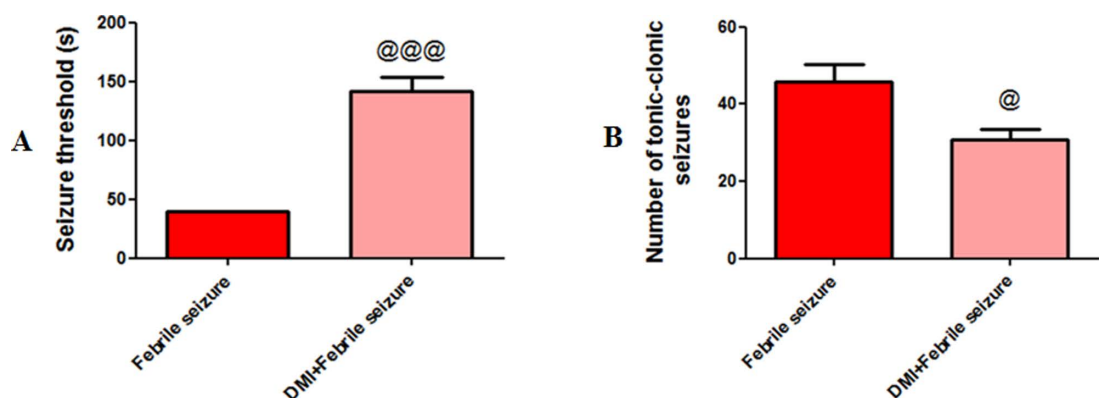 A
Seizure threshold (s)
200
150
100
50
0
@@@
Febrile seizure
DMI+Febrile seizure
B
Number of tonic-clonic
seizures
60
40
20
0
@
Febrile seizure
DMI+Febrile seizure